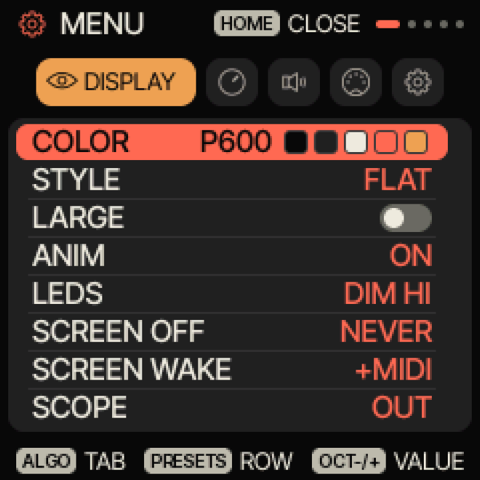 MENU HOME CLOSE
DISPLAY
COLOR P600
STYLE FLAT
LARGE
ANIM ON
LEDS DIM HI
SCREEN OFF NEVER
SCREEN WAKE +MIDI
SCOPE OUT
ALGO TAB PRESETS ROW OCT-/+ VALUE